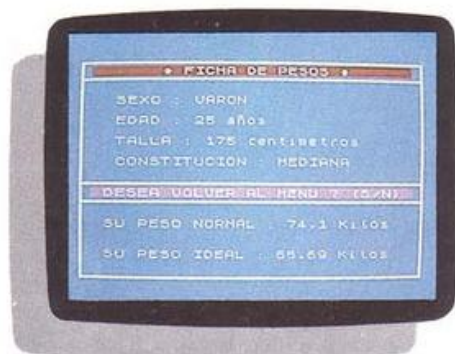 * FICHA DE PESOS *
SEXO : VARON
EDAD : 25 años
TALLA : 175 centimetros
CONSTITUCION : MEDIANA
DESEA VOLVER AL MENU ? (S/N)
SU PESO NORMAL : 74.1 Kilos
SU PESO IDEAL : 65.69 Kilos